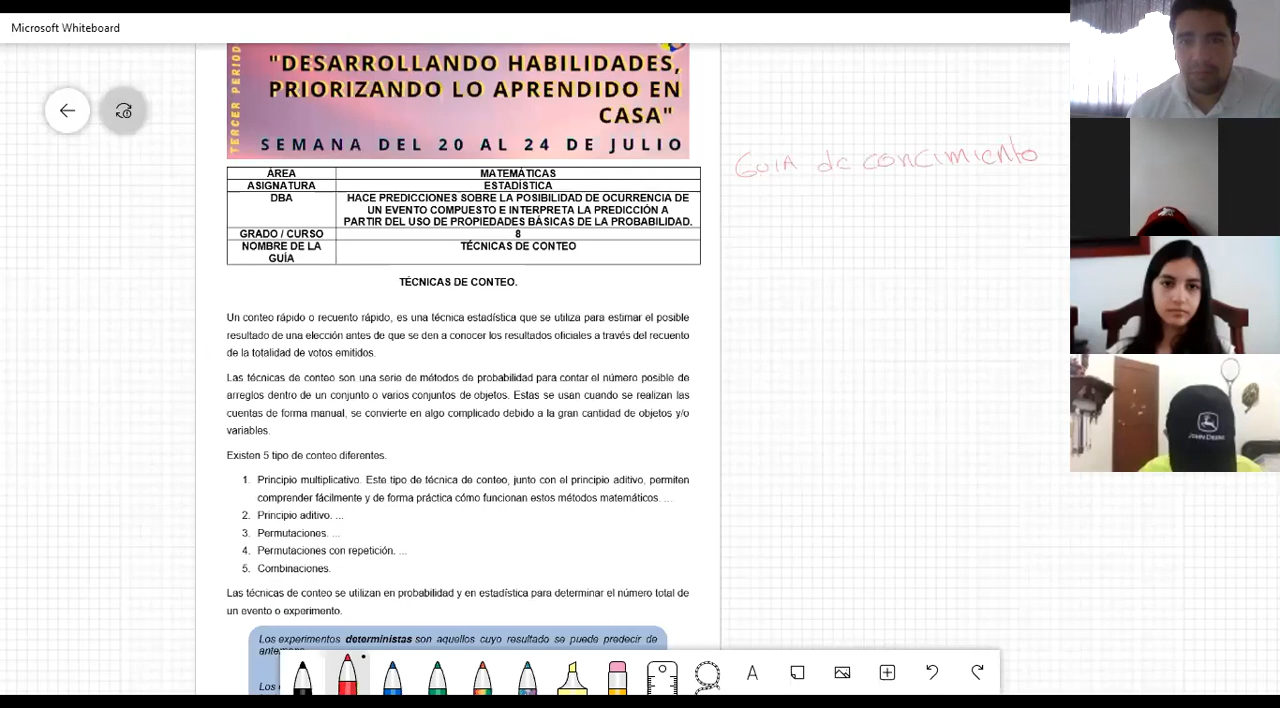 Microsoft Whiteboard
TERCER PERIOD
"DESARROLLANDO HABILIDADES,
PRIORIZANDO LO APRENDIDO EN
CASA"
SEMANA DEL 20 AL 24 DE JULIO
Guia de concimiento
ÁREA MATEMÁTICAS
ASIGNATURA ESTADÍSTICA
DBA HACE PREDICCIONES SOBRE LA POSIBILIDAD DE OCURRENCIA DE
UN EVENTO COMPUESTO E INTERPRETA LA PREDICCIÓN A
PARTIR DEL USO DE PROPIEDADES BÁSICAS DE LA PROBABILIDAD.
GRADO / CURSO 8
NOMBRE DE LA TÉCNICAS DE CONTEO
GUÍA
TÉCNICAS DE CONTEO.
Un conteo rápido o recuento rápido, es una técnica estadística que se utiliza para estimar el posible
resultado de una elección antes de que se den a conocer los resultados oficiales a través del recuento
de la totalidad de votos emitidos.
Las técnicas de conteo son una serie de métodos de probabilidad para contar el número posible de
arreglos dentro de un conjunto o varios conjuntos de objetos. Estas se usan cuando se realizan las
cuentas de forma manual, se convierte en algo complicado debido a la gran cantidad de objetos y/o
variables.
Existen 5 tipo de conteo diferentes.
1. Principio multiplicativo. Este tipo de técnica de conteo, junto con el principio aditivo, permiten
comprender fácilmente y de forma práctica cómo funcionan estos métodos matemáticos. ...
2. Principio aditivo. ...
3. Permutaciones. ...
4. Permutaciones con repetición. ...
5. Combinaciones.
Las técnicas de conteo se utilizan en probabilidad y en estadística para determinar el número total de
un evento o experimento.
Los experimentos deterministas son aquellos cuyo resultado se puede predecir de
Los
A
JOHN DEERE